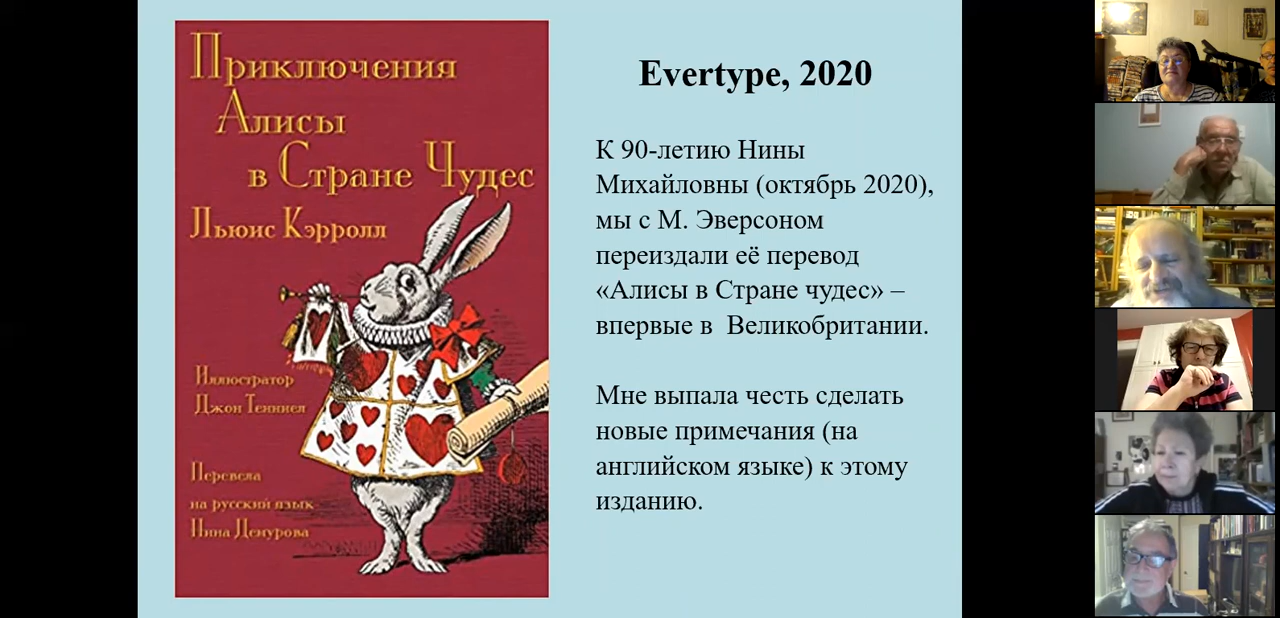 Приключения
Алисы
в Стране Чудес
Льюис Кэрролл
Иллюстратор
Джон Тенниел
Перевела
на русский язык
Нина Демурова
Evertype, 2020
К 90-летию Нины
Михайловны (октябрь 2020),
мы с М. Эверсоном
переиздали её перевод
«Алисы в Стране чудес» –
впервые в Великобритании.
Мне выпала честь сделать
новые примечания (на
английском языке) к этому
изданию.